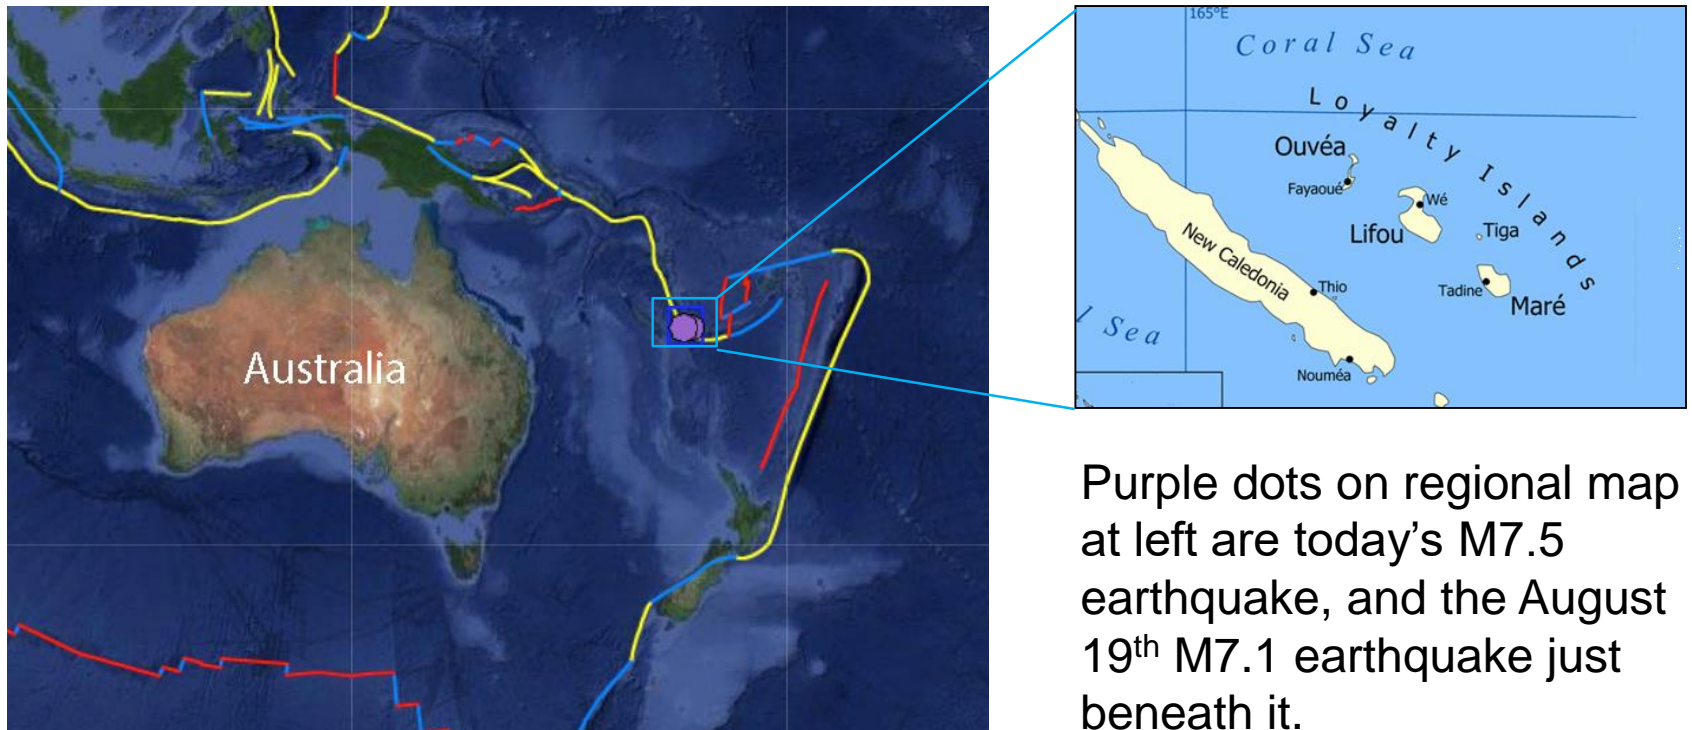 Australia
165°E
Coral Sea
Loyalty Islands
Ouvéa
Fayaoué
Wé
Lifou
Tiga
New Caledonia
Thio
Tadine
Maré
l Sea
Nouméa
Purple dots on regional map
at left are today’s M7.5
earthquake, and the August
19th M7.1 earthquake just
beneath it.